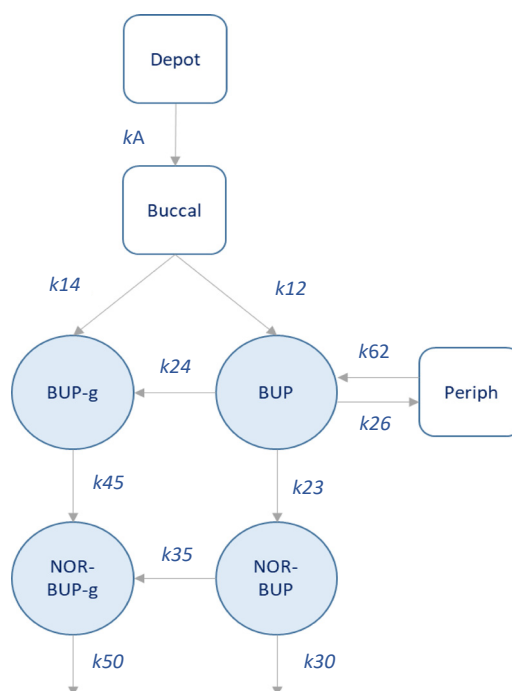 Depot
kA
Buccal
k14
k12
BUP-g
k24
BUP
k62
k26
Periph
k45
k23
NOR-
BUP-g
k35
NOR-
BUP
k50
k30